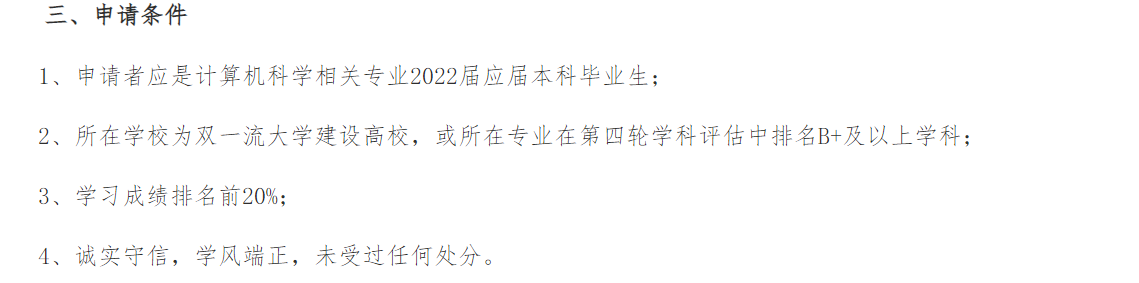 三、申请条件
1、申请者应是计算机科学相关专业2022届应届本科毕业生；
2、所在学校为双一流大学建设高校，或所在专业在第四轮学科评估中排名B+及以上学科；
3、学习成绩排名前20%；
4、诚实守信，学风端正，未受过任何处分。